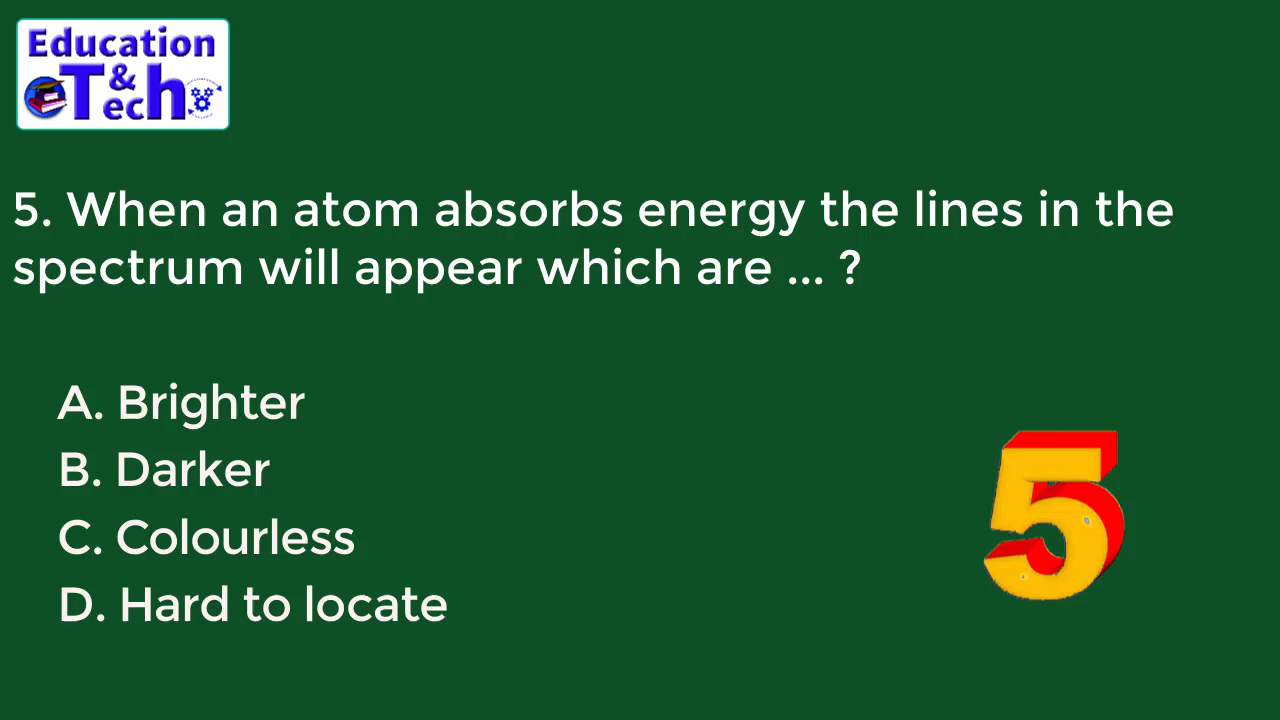 Education
&
Tech
5. When an atom absorbs energy the lines in the
spectrum will appear which are ... ?
A. Brighter
B. Darker
C. Colourless
D. Hard to locate
5